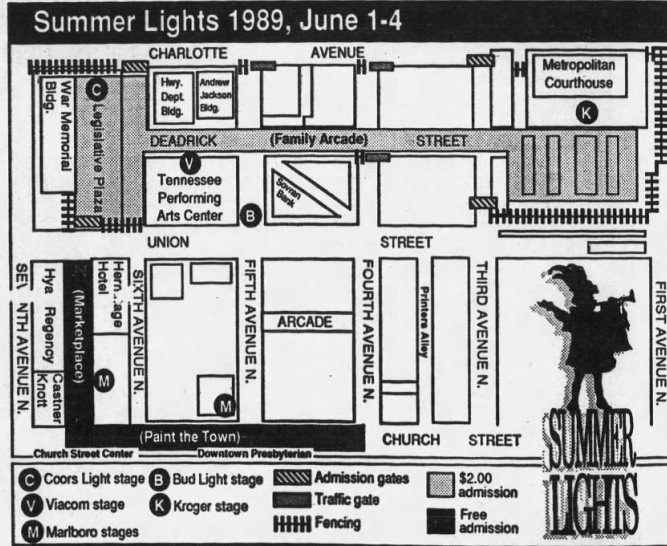 Summer Lights 1989, June 1-4
CHARLOTTE AVENUE
War Memorial
Bldg.
C
Legislative Plaza
Hwy.
Dept.
Bldg.
Andrew
Jackson
Bldg.
Metropolitan
Courthouse
K
DEADRICK (Family Arcade) STREET
V
Tennessee
Performing
Arts Center
B
Sovran
Bank
UNION STREET
SEV NTH AVENUE N.
Hya Regency
Castner
Knott
(Marketplace)
Hotel
M
SIXTH AVENUE N.
FIFTH AVENUE N.
ARCADE
M
FOURTH AVENUE N.
Printers Alley
THIRD AVENUE N.
FIRST AVENUE N.
(Paint the Town)
CHURCH STREET
Church Street Center
Downtown Presbyterian
SUMMER
LIGHTS
C Coors Light stage
B Bud Light stage
V Viacom stage
K Kroger stage
M Marlboro stages
Admission gates
Traffic gate
Fencing
$2.00
admission
Free
admission